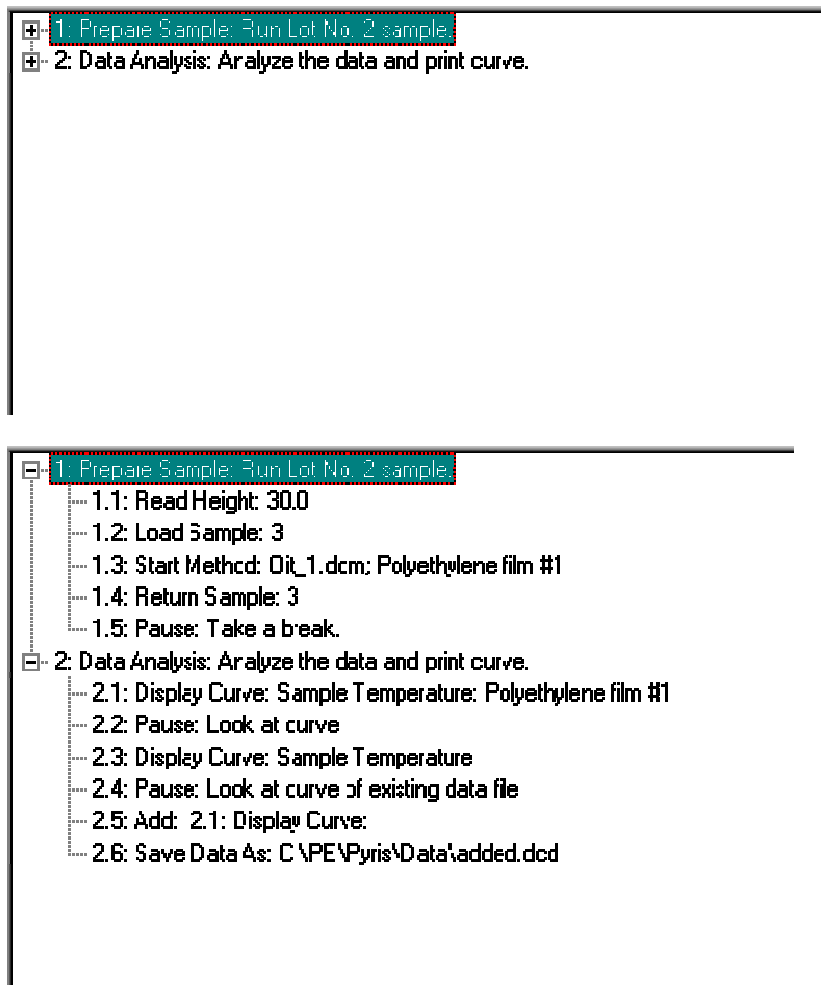 1: Prepare Sample: Run Lot No. 2 sample.
2: Data Analysis: Analyze the data and print curve.
1: Prepare Sample: Run Lot No. 2 sample.
1.1: Read Height: 30.0
1.2: Load Sample: 3
1.3: Start Method: Oit_1.dcm; Polyethylene film #1
1.4: Return Sample: 3
1.5: Pause: Take a break.
2: Data Analysis: Analyze the data and print curve.
2.1: Display Curve: Sample Temperature: Polyethylene film #1
2.2: Pause: Look at curve
2.3: Display Curve: Sample Temperature
2.4: Pause: Look at curve of existing data file
2.5: Add: 2.1: Display Curve:
2.6: Save Data As: C:\PE\Pyris\Data\added.dcd